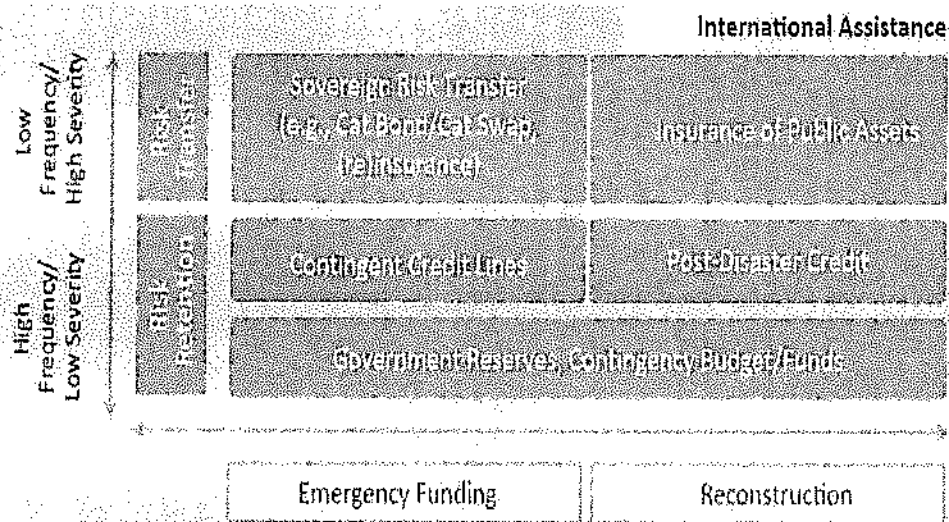 International Assistance
Low
Frequency/
High Severity
Risk
Transfer
Sovereign Risk Transfer
(e.g., Cat Bond/Cat Swap,
(re)insurance)
Insurance of Public Assets
High
Frequency/
Low Severity
Risk
Retention
Contingent Credit Lines
Post-Disaster Credit
Government Reserves, Contingency Budget/Funds
Emergency Funding
Reconstruction